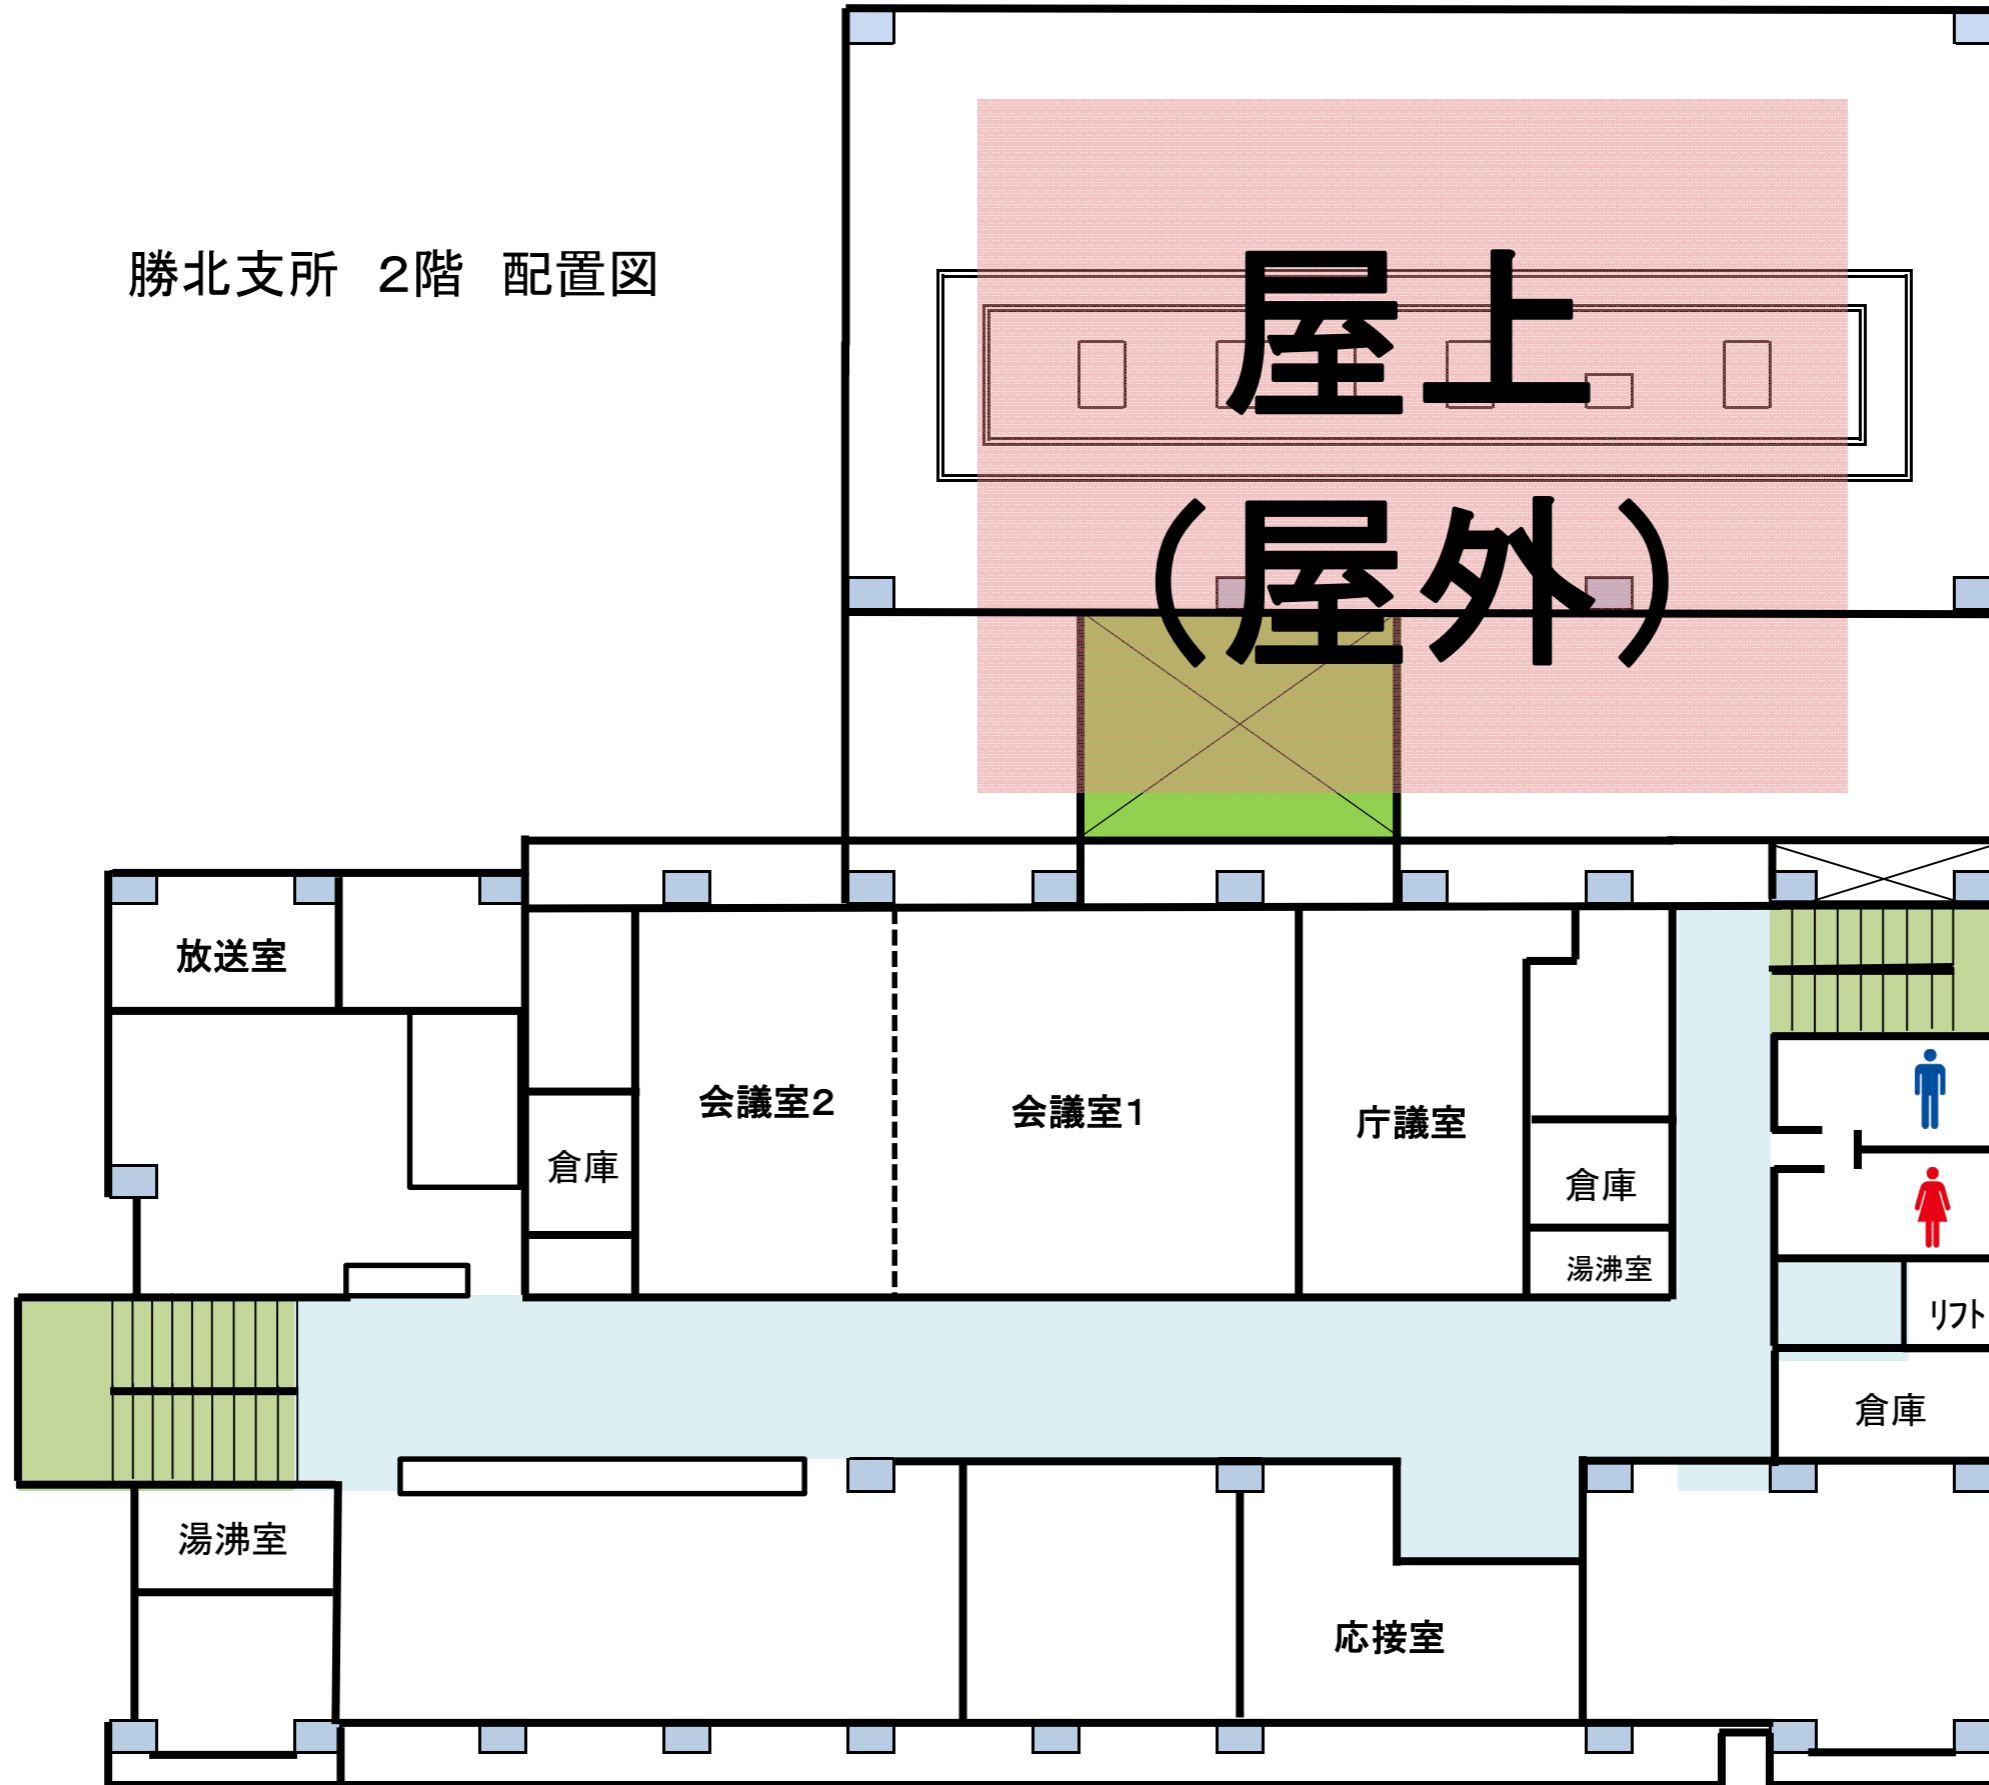 勝北支所　2階　配置図
屋上
（屋外）
放送室
会議室2
会議室1
庁議室
倉庫
倉庫
湯沸室
リフト
倉庫
湯沸室
応接室